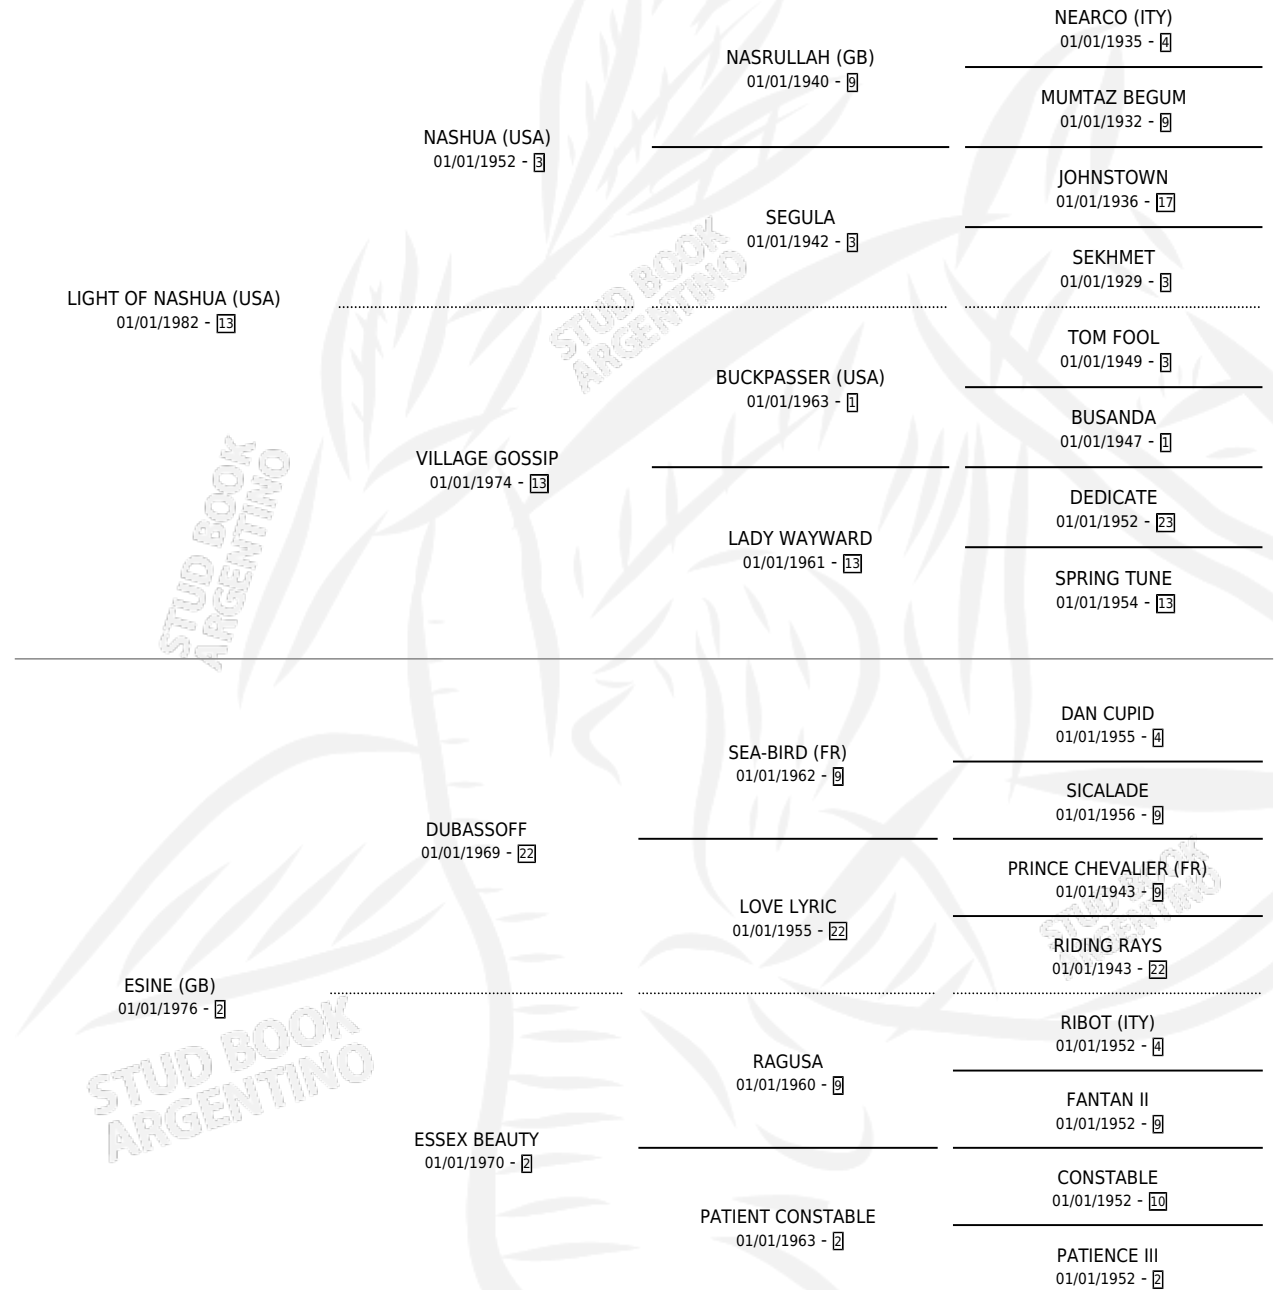 NEARCO (ITY)
01/01/1935 - 4
NASRULLAH (GB)
01/01/1940 - 9
MUMTAZ BEGUM
01/01/1932 - 9
NASHUA (USA)
01/01/1952 - 3
JOHNSTOWN
01/01/1936 - 17
SEGULA
01/01/1942 - 3
SEKHMET
01/01/1929 - 3
LIGHT OF NASHUA (USA)
01/01/1982 - 13
TOM FOOL
01/01/1949 - 3
BUCKPASSER (USA)
01/01/1963 - 1
BUSANDA
01/01/1947 - 1
VILLAGE GOSSIP
01/01/1974 - 13
DEDICATE
01/01/1952 - 23
LADY WAYWARD
01/01/1961 - 13
SPRING TUNE
01/01/1954 - 13
DAN CUPID
01/01/1955 - 4
SEA-BIRD (FR)
01/01/1962 - 9
SICALADE
01/01/1956 - 9
DUBASSOFF
01/01/1969 - 22
PRINCE CHEVALIER (FR)
01/01/1943 - 9
LOVE LYRIC
01/01/1955 - 22
RIDING RAYS
01/01/1943 - 22
ESINE (GB)
01/01/1976 - 2
RIBOT (ITY)
01/01/1952 - 4
RAGUSA
01/01/1960 - 9
FANTAN II
01/01/1952 - 9
ESSEX BEAUTY
01/01/1970 - 2
CONSTABLE
01/01/1952 - 10
PATIENT CONSTABLE
01/01/1963 - 2
PATIENCE III
01/01/1952 - 2
STUD BOOK
ARGENTINO
STUD BOOK
ARGENTINO
STUD BOOK
ARGENTINO
STUD BOOK
ARGENTINO